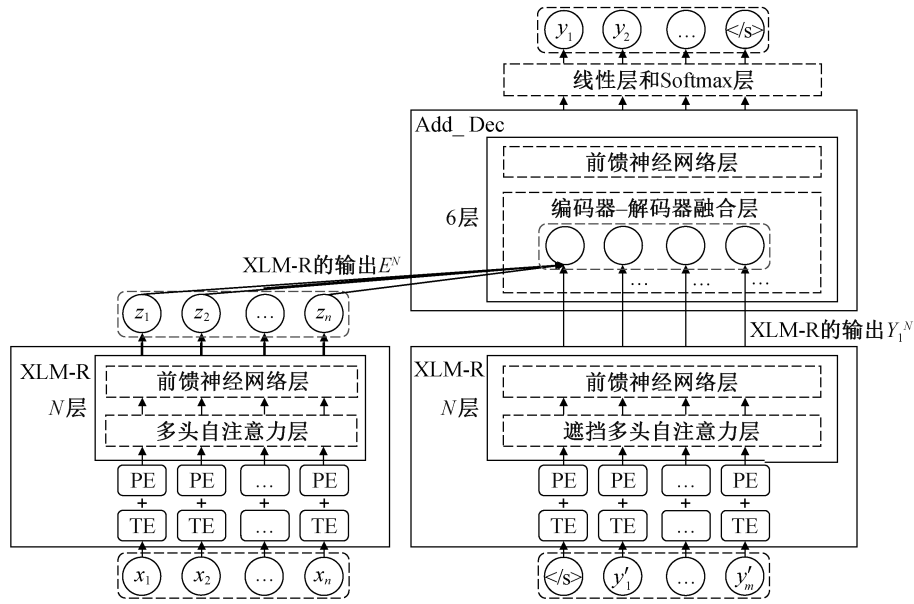 y1 y2 … </s>
线性层和Softmax层
Add_ Dec
前馈神经网络层
6层
编码器–解码器融合层
… … …
XLM-R的输出E^N
z1 z2 … zn
XLM-R的输出Y1^N
XLM-R
N层
前馈神经网络层
多头自注意力层
PE PE … PE
+ + + +
TE TE … TE
x1 x2 … xn
XLM-R
N层
前馈神经网络层
遮挡多头自注意力层
PE PE … PE
+ + + +
TE TE … TE
</s> y′1 … y′m